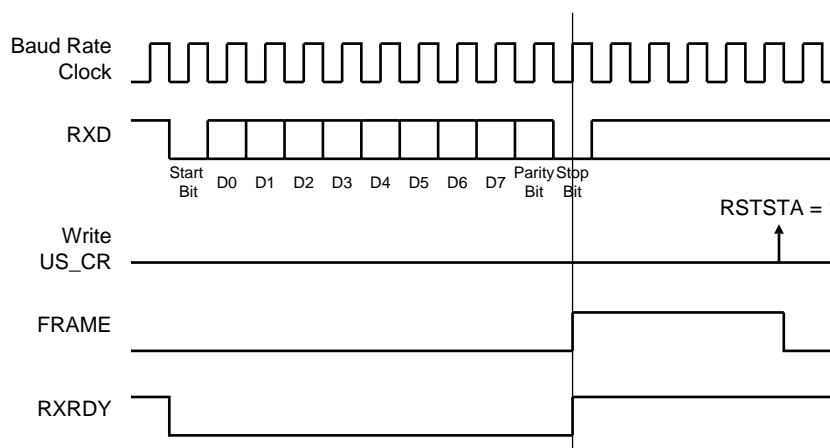 Baud Rate
Clock
RXD
Start
Bit
D0 D1 D2 D3 D4 D5 D6 D7
Parity
Bit
Stop
Bit
RSTSTA =
Write
US_CR
FRAME
RXRDY